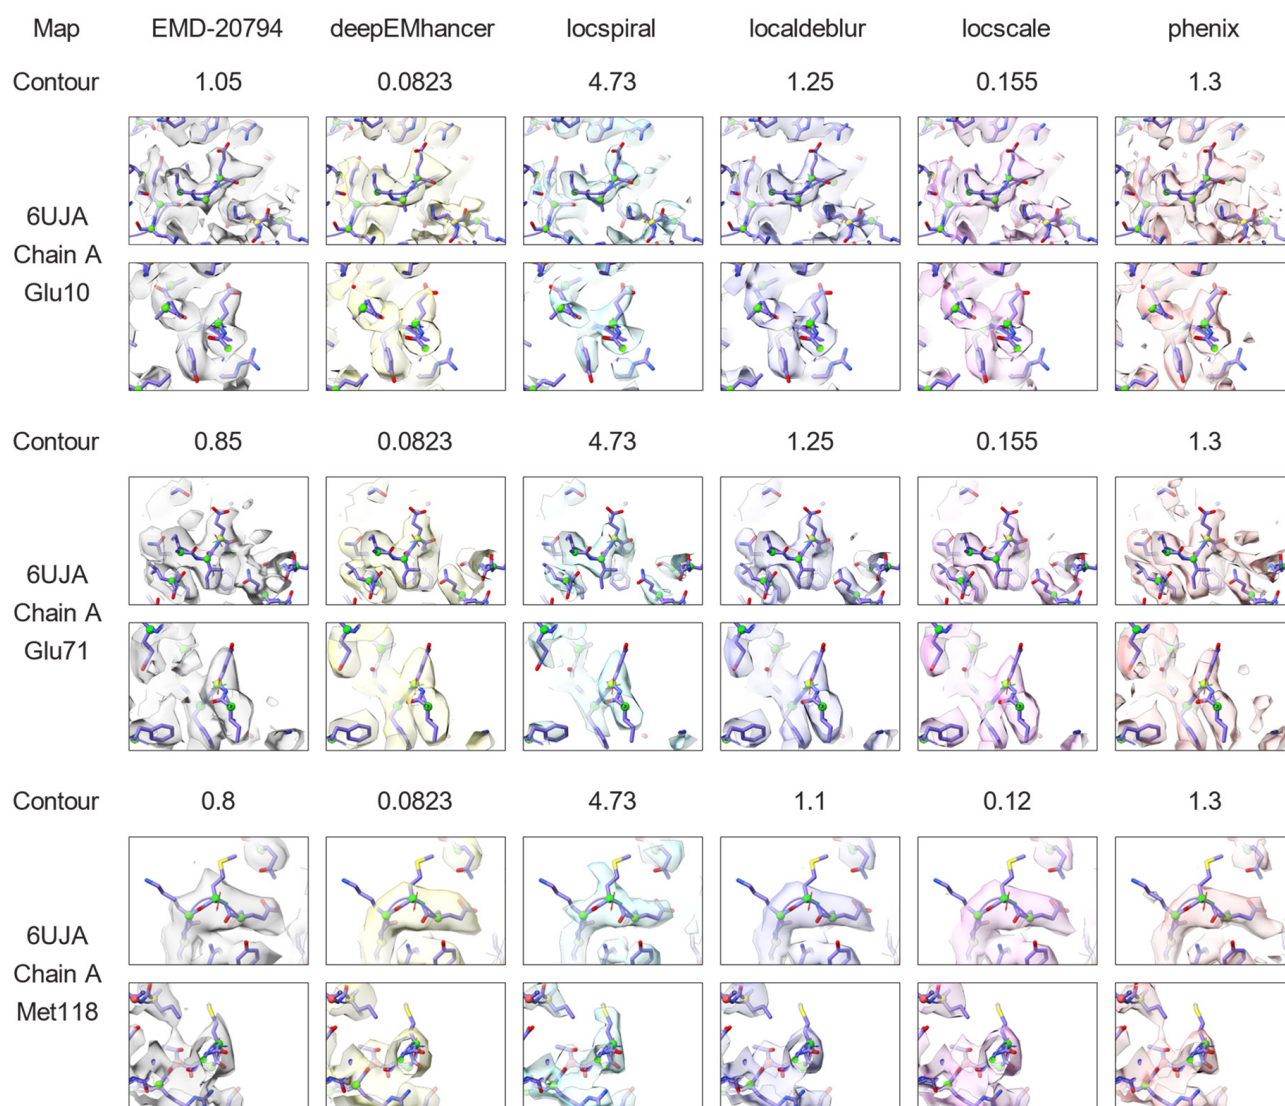 Map EMD-20794 deepEMhancer locspiral localdeblur locscale phenix
Contour 1.05 0.0823 4.73 1.25 0.155 1.3
6UJA
Chain A
Glu10
Contour 0.85 0.0823 4.73 1.25 0.155 1.3
6UJA
Chain A
Glu71
Contour 0.8 0.0823 4.73 1.1 0.12 1.3
6UJA
Chain A
Met118